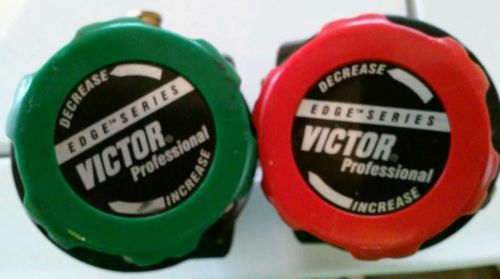 DECREASE
EDGE™ SERIES
VICTOR®
Professional
INCREASE
DECREASE
EDGE™ SERIES
VICTOR®
Professional
INCREASE